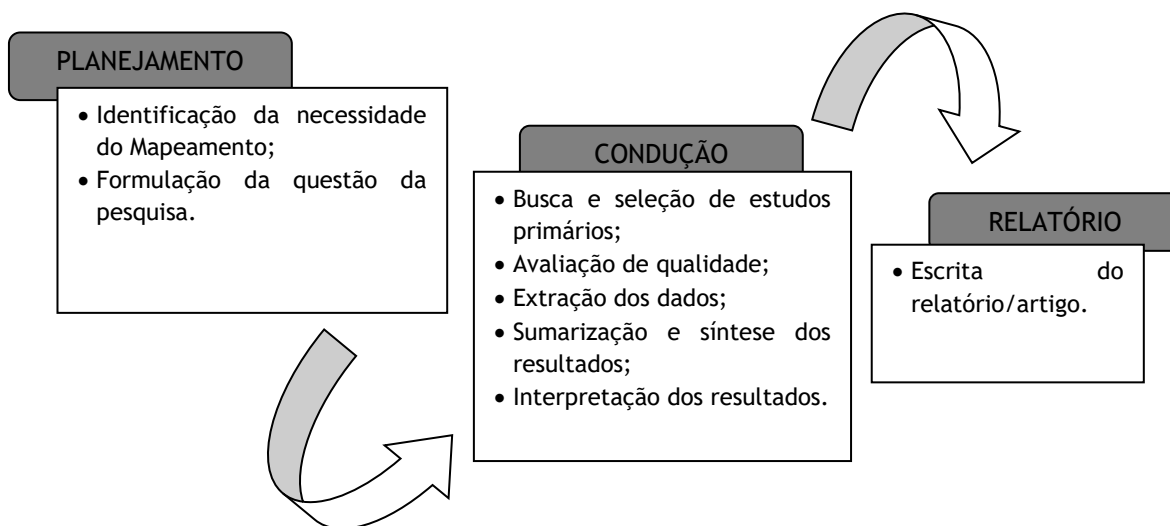 PLANEJAMENTO
• Identificação da necessidade
do Mapeamento;
• Formulação da questão da
pesquisa.
CONDUÇÃO
• Busca e seleção de estudos
primários;
• Avaliação de qualidade;
• Extração dos dados;
• Sumarização e síntese dos
resultados;
• Interpretação dos resultados.
RELATÓRIO
• Escrita do
relatório/artigo.